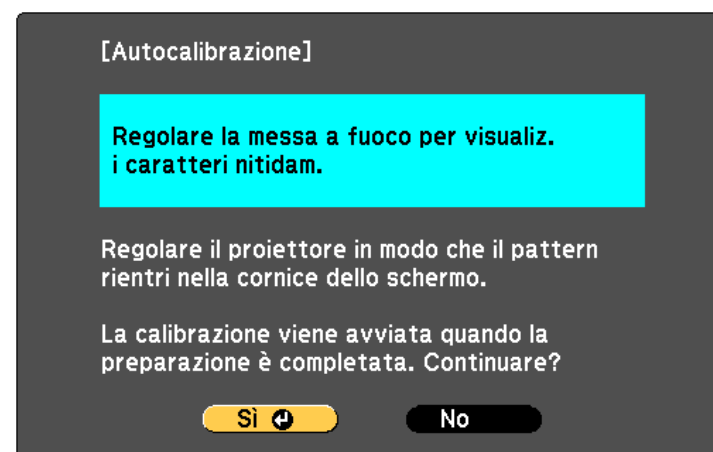 [Autocalibrazione]
Regolare la messa a fuoco per visualiz.
i caratteri nitidam.
Regolare il proiettore in modo che il pattern
rientri nella cornice dello schermo.
La calibrazione viene avviata quando la
preparazione è completata. Continuare?
Sì No